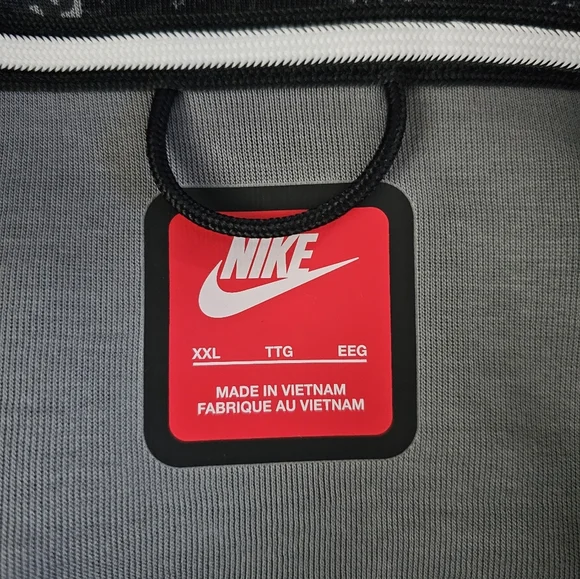 NIKE
XXL TTG EEG
MADE IN VIETNAM
FABRIQUE AU VIETNAM